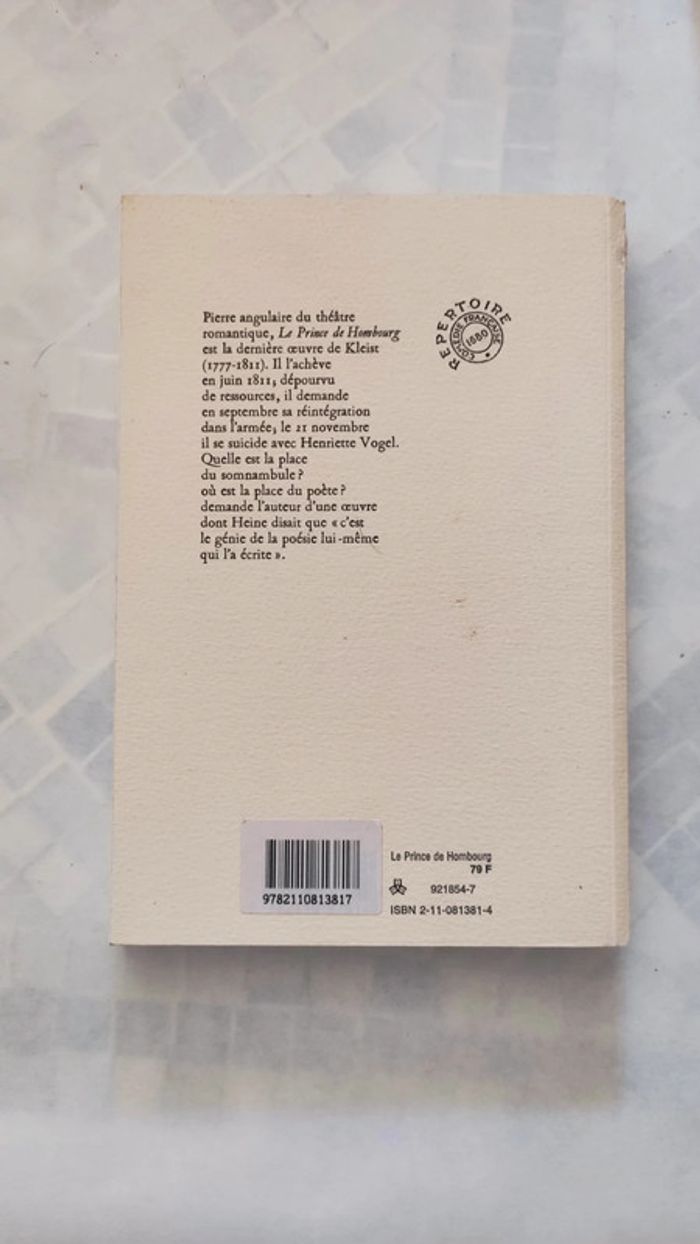 Pierre angulaire du théâtre
romantique, Le Prince de Hombourg
est la dernière œuvre de Kleist
(1777-1811). Il l'achève
en juin 1811; dépourvu
de ressources, il demande
en septembre sa réintégration
dans l'armée; le 21 novembre
il se suicide avec Henriette Vogel.
Quelle est la place
du somnambule ?
où est la place du poète ?
demande l'auteur d'une œuvre
dont Heine disait que « c'est
le génie de la poésie lui-même
qui l'a écrite ».
REPERTOIRE
COMÉDIE FRANÇAISE
1680
9782110813817
Le Prince de Hombourg
79 F
921854-7
ISBN 2-11-081381-4